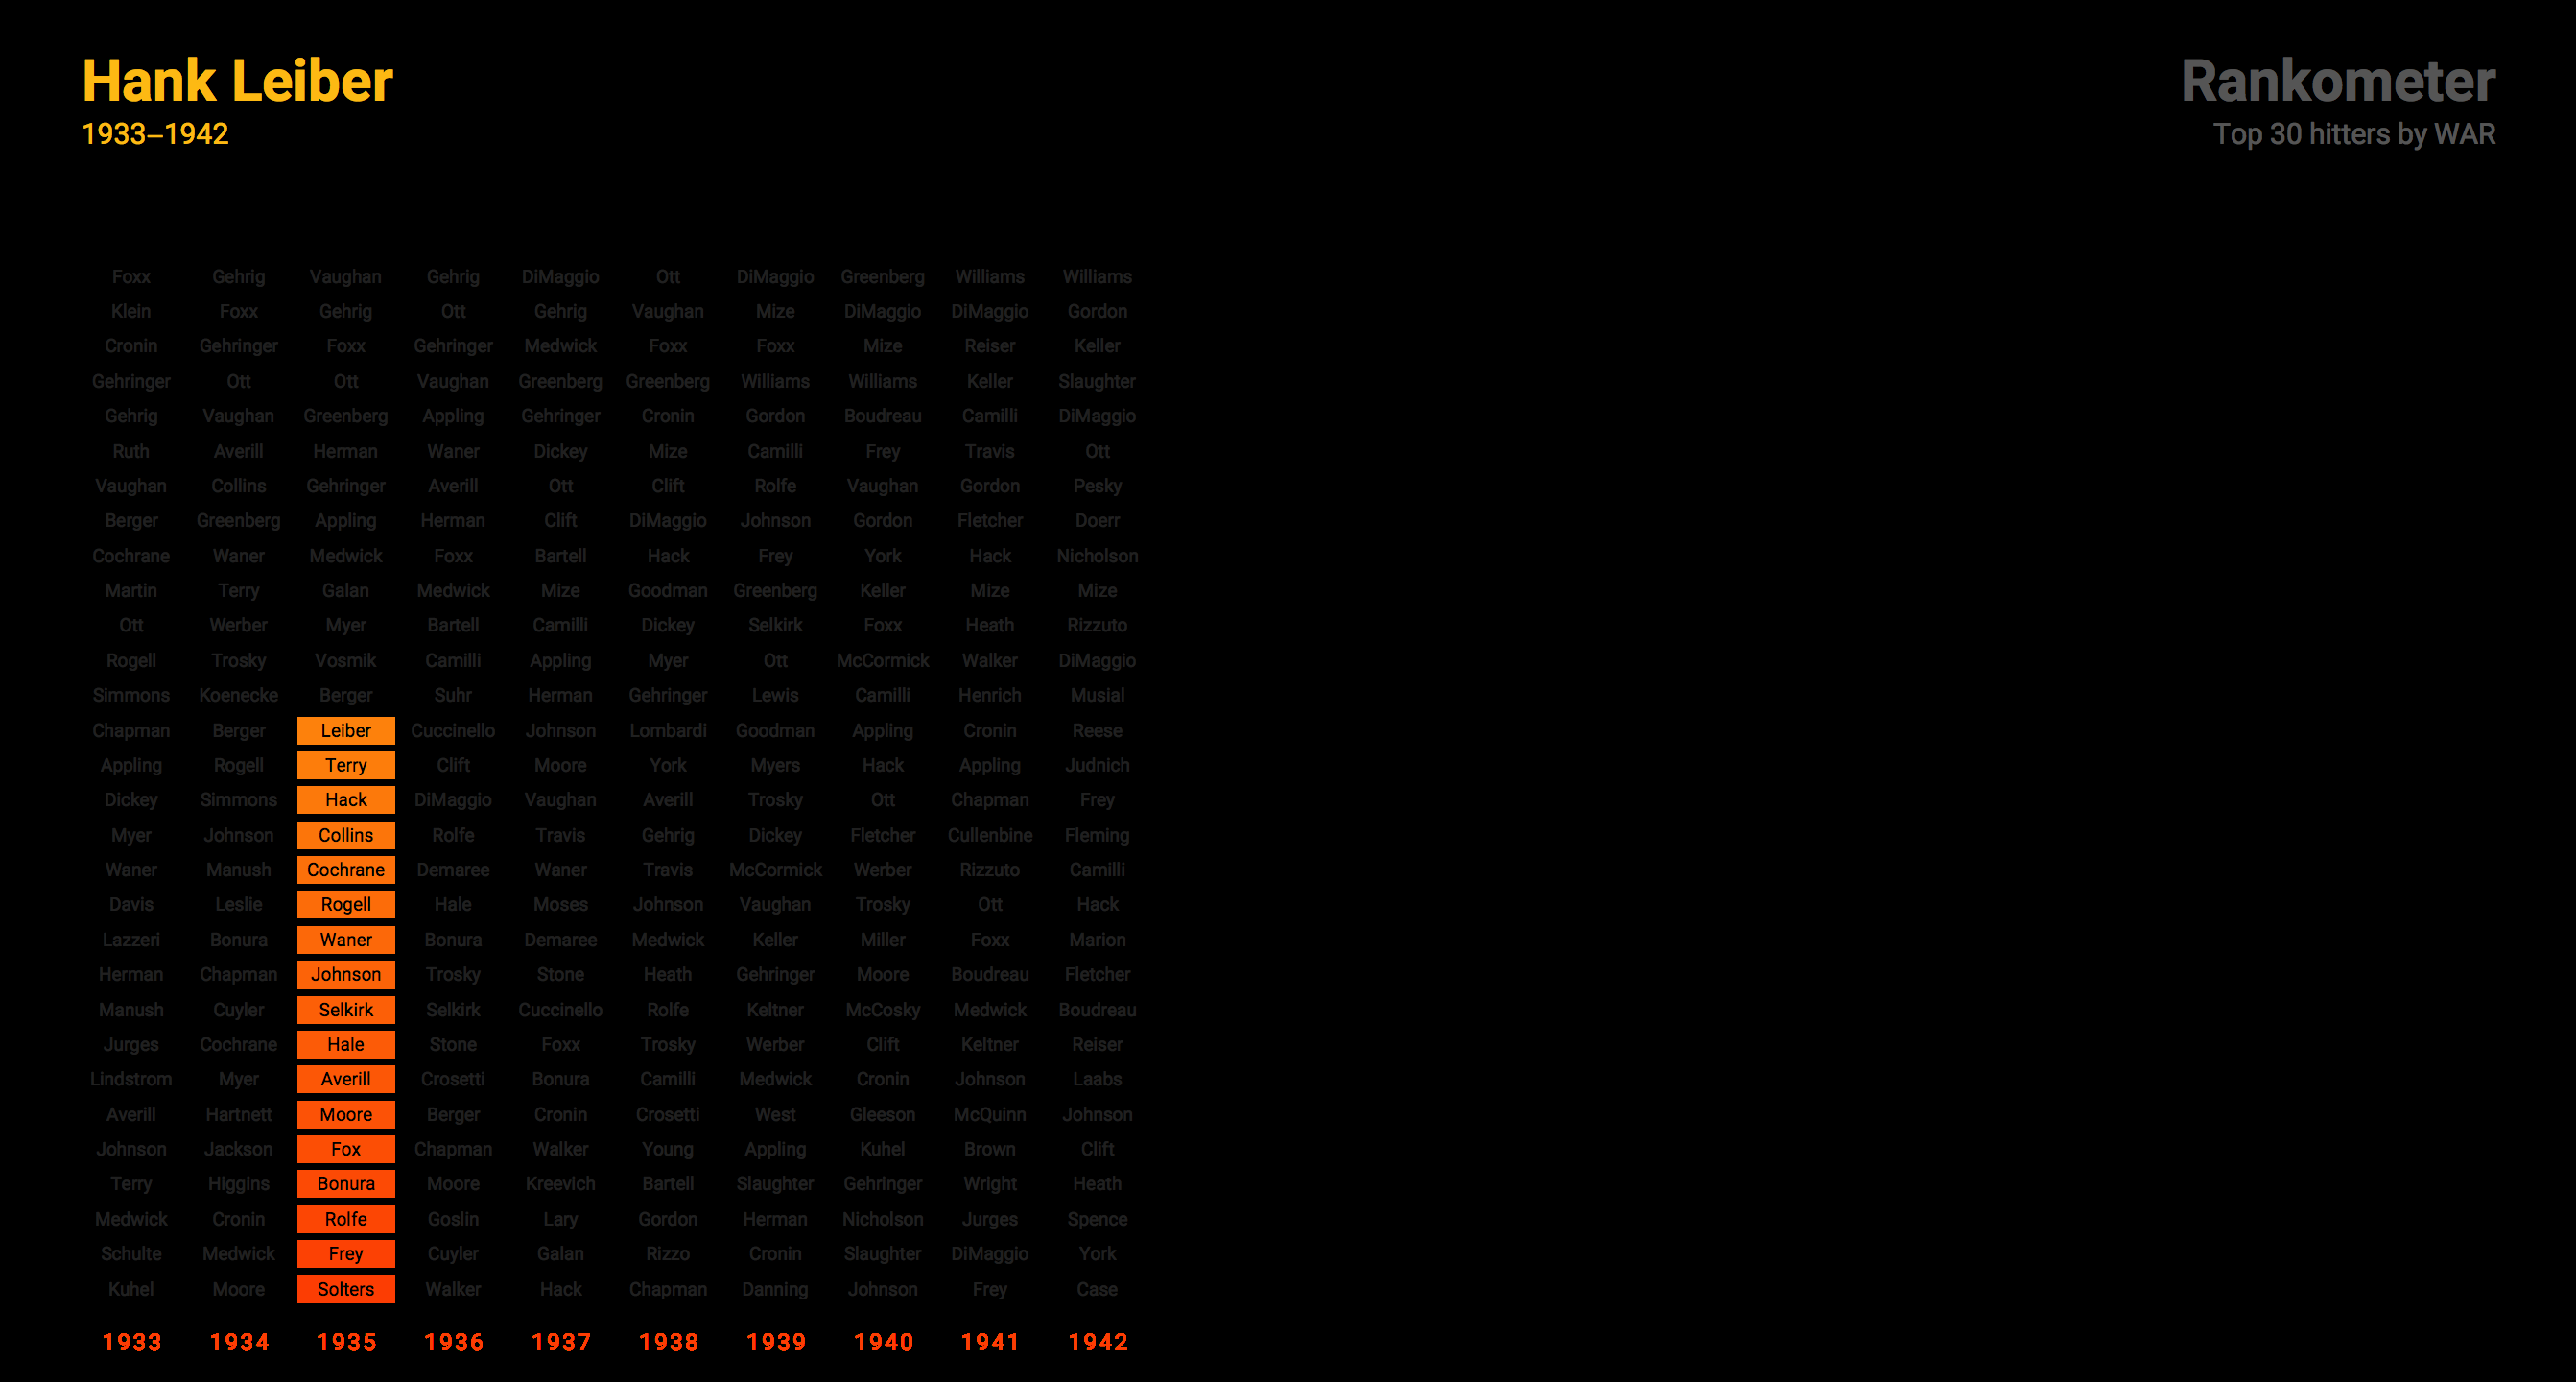 Hank Leiber
1933–1942
Rankometer
Top 30 hitters by WAR
Foxx Gehrig Vaughan Gehrig DiMaggio Ott DiMaggio Greenberg Williams Williams
Klein Foxx Gehrig Ott Gehrig Vaughan Mize DiMaggio DiMaggio Gordon
Cronin Gehringer Foxx Gehringer Medwick Foxx Foxx Mize Reiser Keller
Gehringer Ott Ott Vaughan Greenberg Greenberg Williams Williams Keller Slaughter
Gehrig Vaughan Greenberg Appling Gehringer Cronin Gordon Boudreau Camilli DiMaggio
Ruth Averill Herman Waner Dickey Mize Camilli Frey Travis Ott
Vaughan Collins Gehringer Averill Ott Clift Rolfe Vaughan Gordon Pesky
Berger Greenberg Appling Herman Clift DiMaggio Johnson Gordon Fletcher Doerr
Cochrane Waner Medwick Foxx Bartell Hack Frey York Hack Nicholson
Martin Terry Galan Medwick Mize Goodman Greenberg Keller Mize Mize
Ott Werber Myer Bartell Camilli Dickey Selkirk Foxx Heath Rizzuto
Rogell Trosky Vosmik Camilli Appling Myer Ott McCormick Walker DiMaggio
Simmons Koenecke Berger Suhr Herman Gehringer Lewis Camilli Henrich Musial
Chapman Berger Leiber Cuccinello Johnson Lombardi Goodman Appling Cronin Reese
Appling Rogell Terry Clift Moore York Myers Hack Appling Judnich
Dickey Simmons Hack DiMaggio Vaughan Averill Trosky Ott Chapman Frey
Myer Johnson Collins Rolfe Travis Gehrig Dickey Fletcher Cullenbine Fleming
Waner Manush Cochrane Demaree Waner Travis McCormick Werber Rizzuto Camilli
Davis Leslie Rogell Hale Moses Johnson Vaughan Trosky Ott Hack
Lazzeri Bonura Waner Bonura Demaree Medwick Keller Miller Foxx Marion
Herman Chapman Johnson Trosky Stone Heath Gehringer Moore Boudreau Fletcher
Manush Cuyler Selkirk Selkirk Cuccinello Rolfe Keltner McCosky Medwick Boudreau
Jurges Cochrane Hale Stone Foxx Trosky Werber Clift Keltner Reiser
Lindstrom Myer Averill Crosetti Bonura Camilli Medwick Cronin Johnson Laabs
Averill Hartnett Moore Berger Cronin Crosetti West Gleeson McQuinn Johnson
Johnson Jackson Fox Chapman Walker Young Appling Kuhel Brown Clift
Terry Higgins Bonura Moore Kreevich Bartell Slaughter Gehringer Wright Heath
Medwick Cronin Rolfe Goslin Lary Gordon Herman Nicholson Jurges Spence
Schulte Medwick Frey Cuyler Galan Rizzo Cronin Slaughter DiMaggio York
Kuhel Moore Solters Walker Hack Chapman Danning Johnson Frey Case
1933 1934 1935 1936 1937 1938 1939 1940 1941 1942